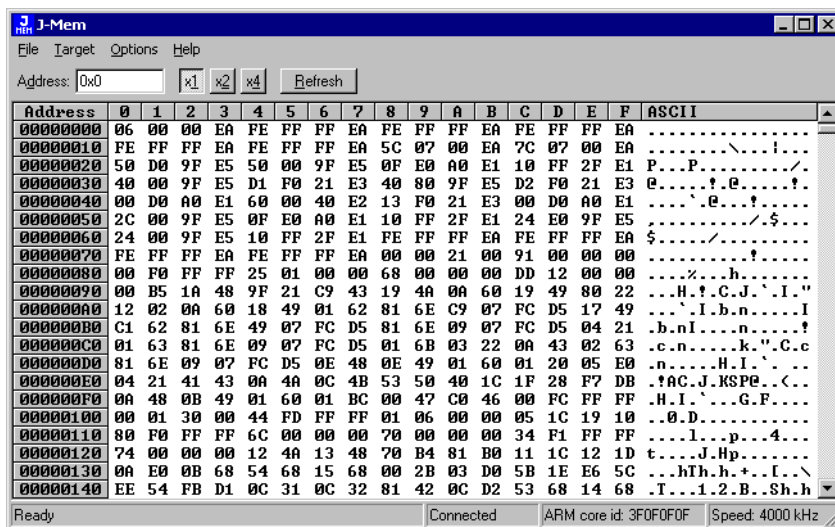 J-Mem
File Target Options Help
Address: 0x0 x1 x2 x4 Refresh
Address 0 1 2 3 4 5 6 7 8 9 A B C D E F ASCII
00000000 06 00 00 EA FE FF FF EA FE FF FF EA FE FF FF EA ................
00000010 FE FF FF EA FE FF FF EA 5C 07 00 EA 7C 07 00 EA ........\...|...
00000020 50 D0 9F E5 50 00 9F E5 0F E0 A0 E1 10 FF 2F E1 P...P........./.
00000030 40 00 9F E5 D1 F0 21 E3 40 80 9F E5 D2 F0 21 E3 @.....!.@.....!.
00000040 00 D0 A0 E1 60 00 40 E2 13 F0 21 E3 00 D0 A0 E1 ....`.@...!.....
00000050 2C 00 9F E5 0F E0 A0 E1 10 FF 2F E1 24 E0 9F E5 ,........./.$...
00000060 24 00 9F E5 10 FF 2F E1 FE FF FF EA FE FF FF EA $...../.........
00000070 FE FF FF EA FE FF FF EA 00 00 21 00 91 00 00 00 ..........!.....
00000080 00 F0 FF FF 25 01 00 00 68 00 00 00 DD 12 00 00 ....%...h.......
00000090 00 B5 1A 48 9F 21 C9 43 19 4A 0A 60 19 49 80 22 ...H.!.C.J.`.I."
000000A0 12 02 0A 60 18 49 01 62 81 6E C9 07 FC D5 17 49 ...`.I.b.n.....I
000000B0 C1 62 81 6E 49 07 FC D5 81 6E 09 07 FC D5 04 21 .b.nI....n.....!
000000C0 01 63 81 6E 09 07 FC D5 01 6B 03 22 0A 43 02 63 .c.n.....k.".C.c
000000D0 81 6E 09 07 FC D5 0E 48 0E 49 01 60 01 20 05 E0 .n.....H.I.`. ..
000000E0 04 21 41 43 0A 4A 0C 4B 53 50 40 1C 1F 28 F7 DB .!AC.J.KSP@..(..
000000F0 0A 48 0B 49 01 60 01 BC 00 47 C0 46 00 FC FF FF .H.I.`...G.F....
00000100 00 01 30 00 44 FD FF FF 01 06 00 00 05 1C 19 10 ..0.D...........
00000110 80 F0 FF FF 6C 00 00 00 70 00 00 00 34 F1 FF FF ....l...p...4...
00000120 74 00 00 00 12 4A 13 48 70 B4 81 B0 11 1C 12 1D t....J.Hp.......
00000130 0A E0 0B 68 54 68 15 68 00 2B 03 D0 5B 1E E6 5C ...hTh.h.+..[..\
00000140 EE 54 FB D1 0C 31 0C 32 81 42 0C D2 53 68 14 68 .T...1.2.B..Sh.h
Ready Connected ARM core id: 3F0F0F0F Speed: 4000 kHz